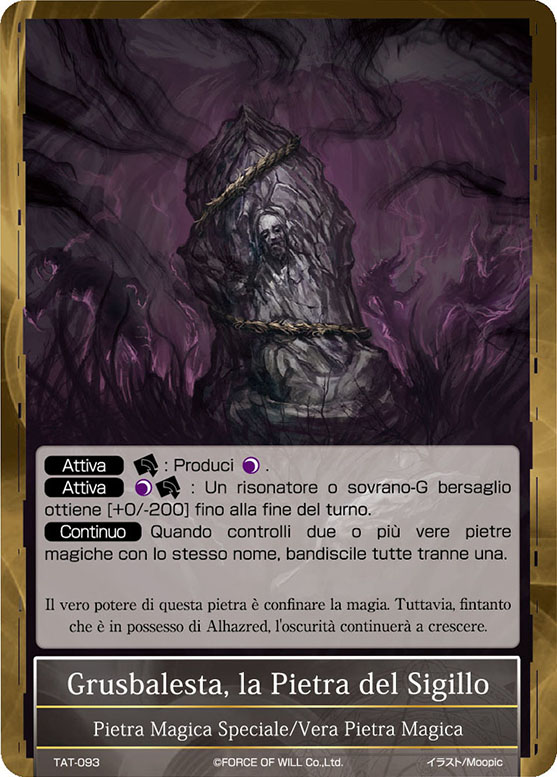 Attiva : Produci .
Attiva : Un risonatore o sovrano-G bersaglio
ottiene [+0/-200] fino alla fine del turno.
Continuo Quando controlli due o più vere pietre
magiche con lo stesso nome, bandiscile tutte tranne una.
Il vero potere di questa pietra è confinare la magia. Tuttavia, fintanto
che è in possesso di Alhazred, l'oscurità continuerà a crescere.
Grusbalesta, la Pietra del Sigillo
Pietra Magica Speciale/Vera Pietra Magica
TAT-093 ©FORCE OF WILL Co.,Ltd. イラスト/Moopic